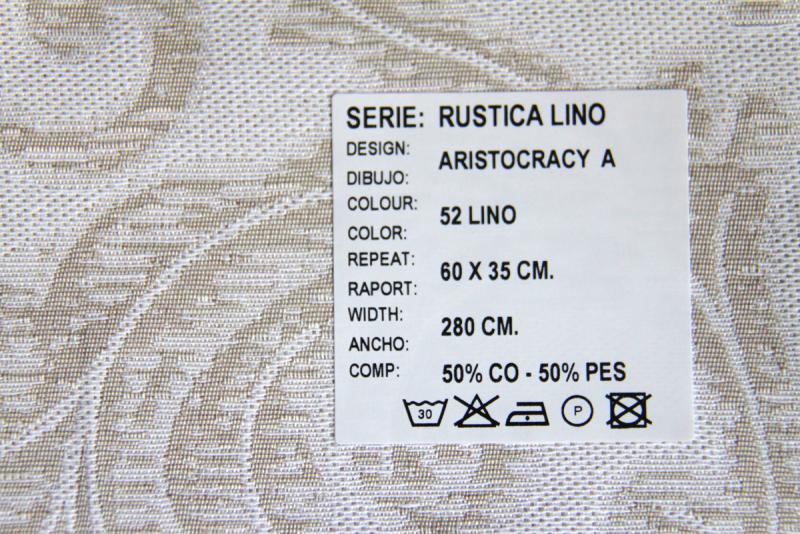 SERIE: RUSTICA LINO
DESIGN:
DIBUJO:
ARISTOCRACY A
COLOUR:
COLOR:
52 LINO
REPEAT:
RAPORT:
60 X 35 CM.
WIDTH:
ANCHO:
280 CM.
COMP: 50% CO - 50% PES
30 P